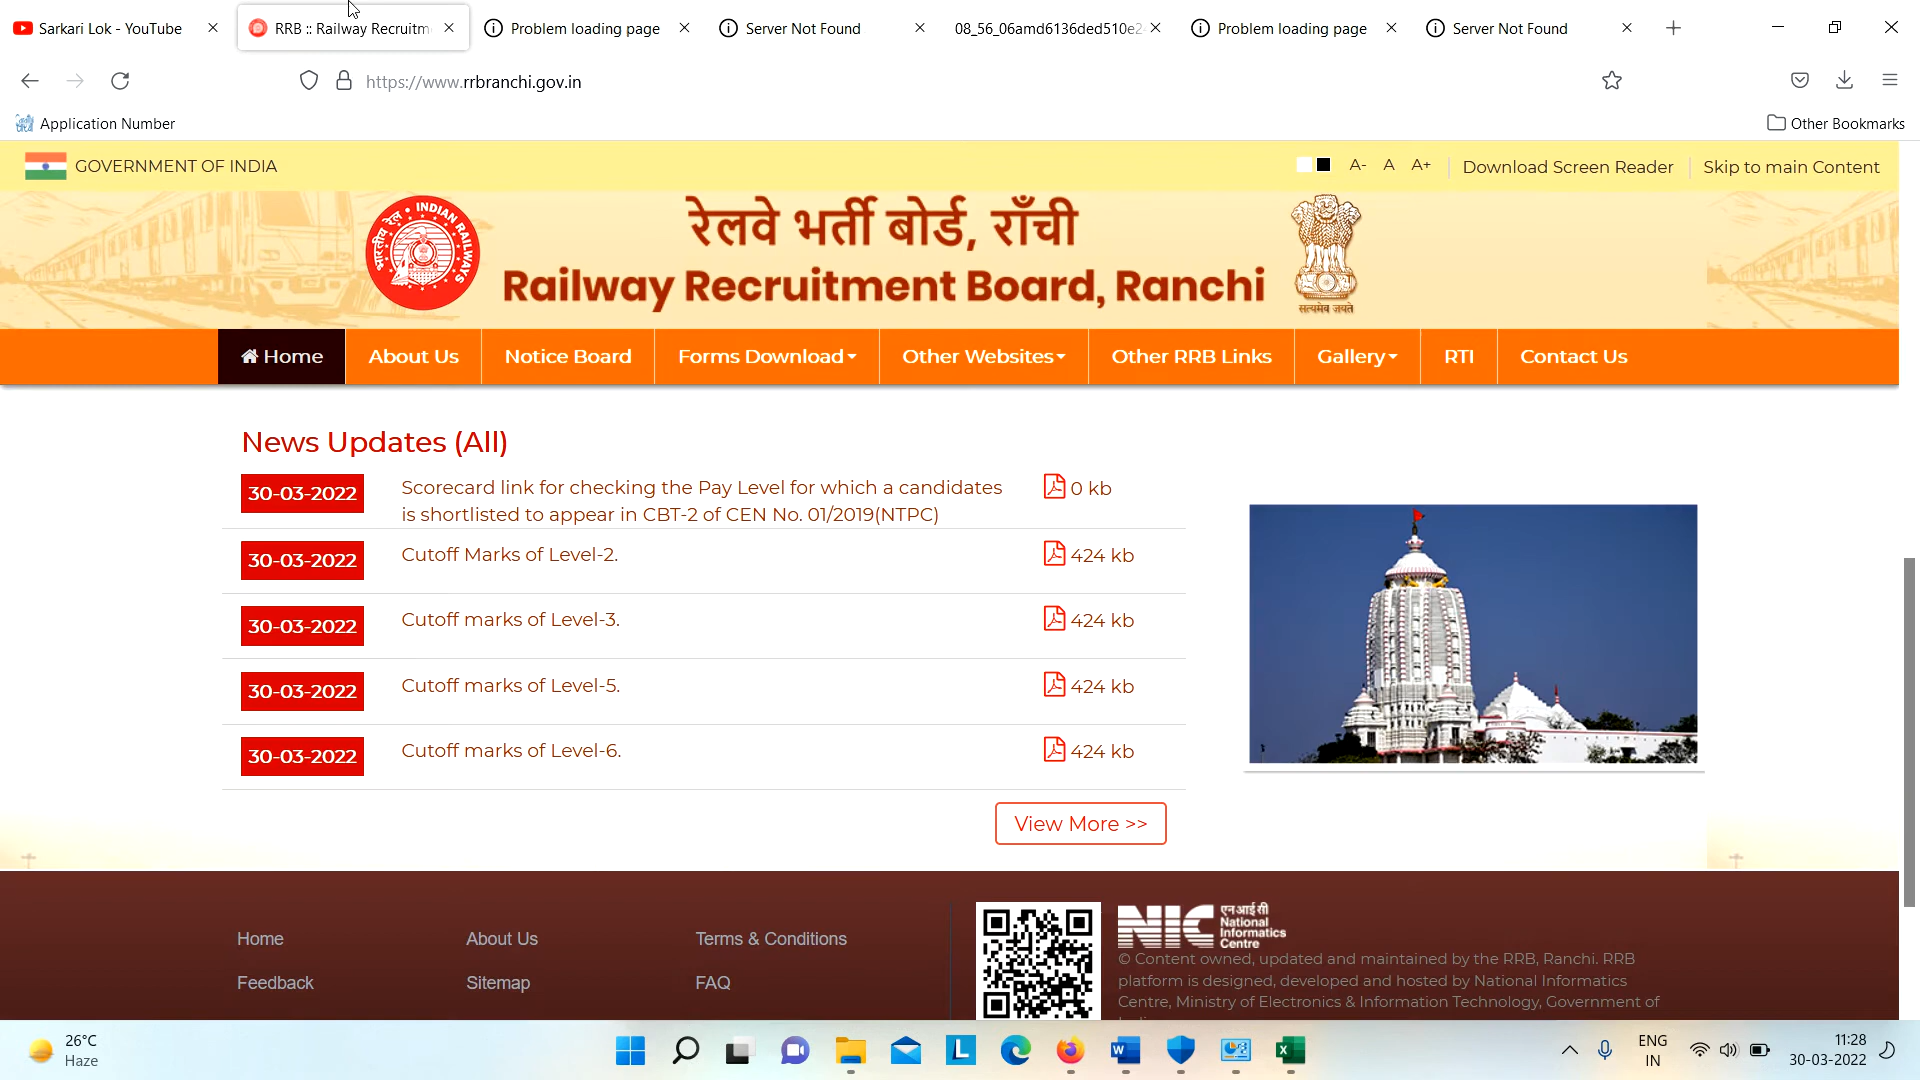 Sarkari Lok - YouTube
RRB :: Railway Recruitm
Problem loading page
Server Not Found
08_56_06amd6136ded510e2
Problem loading page
Server Not Found
https://www.rrbranchi.gov.in
Application Number
Other Bookmarks
GOVERNMENT OF INDIA
A- A A+
Download Screen Reader
Skip to main Content
भारतीय रेल • INDIAN RAILWAYS
रेलवे भर्ती बोर्ड, राँची
Railway Recruitment Board, Ranchi
सत्यमेव जयते
Home
About Us
Notice Board
Forms Download
Other Websites
Other RRB Links
Gallery
RTI
Contact Us
News Updates (All)
30-03-2022
Scorecard link for checking the Pay Level for which a candidates
is shortlisted to appear in CBT-2 of CEN No. 01/2019(NTPC)
0 kb
30-03-2022
Cutoff Marks of Level-2.
424 kb
30-03-2022
Cutoff marks of Level-3.
424 kb
30-03-2022
Cutoff marks of Level-5.
424 kb
30-03-2022
Cutoff marks of Level-6.
424 kb
View More >>
Home
About Us
Terms & Conditions
Feedback
Sitemap
FAQ
NIC
एन आई सी
National
Informatics
Centre
© Content owned, updated and maintained by the RRB, Ranchi. RRB
platform is designed, developed and hosted by National Informatics
Centre, Ministry of Electronics & Information Technology, Government of
26°C
Haze
ENG
IN
11:28
30-03-2022